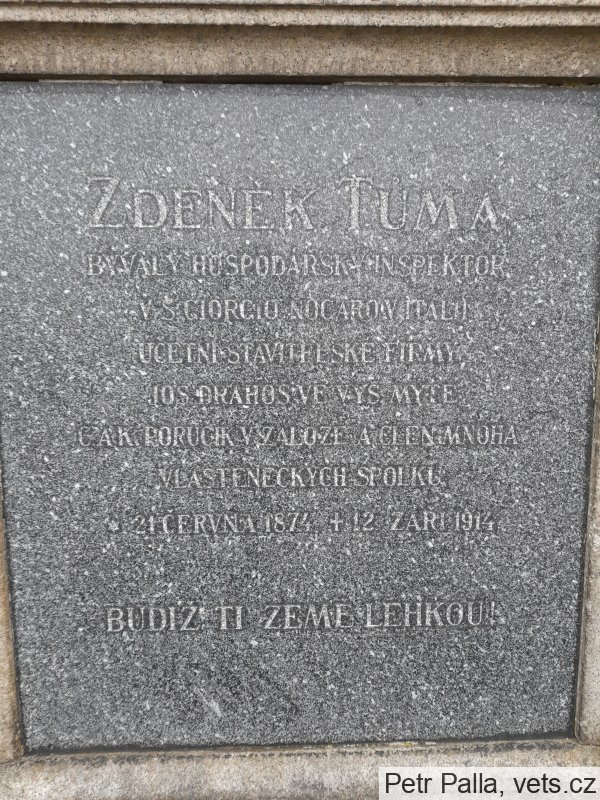 ZDENĚK TŮMA
BÝVALÝ HOSPODÁŘSKÝ INSPEKTOR
V S. GIORGIO NOGARO V ITALII
ÚČETNÍ STAVITELSKÉ FIRMY
JOS. DRAHOŠ VE VYS. MÝTĚ
C. A K. PORUČÍK V ZÁLOZE A ČLEN MNOHA
VLASTENECKÝCH SPOLKŮ
* 21 ČERVNA 1874 + 12. ZÁŘÍ 1914.
BUDIŽ TI ZEMĚ LEHKOU!
Petr Palla, vets.cz